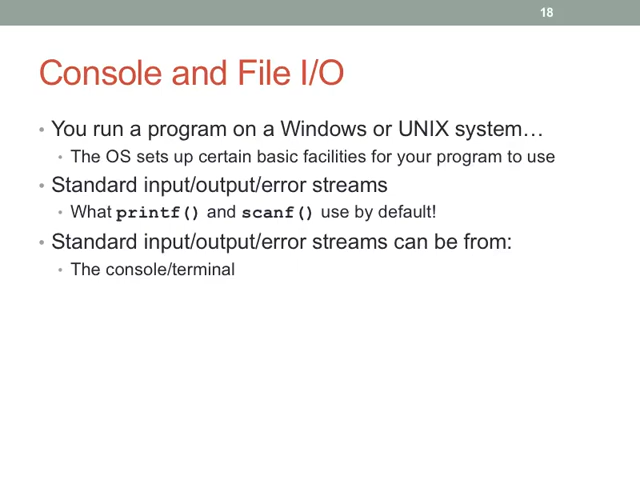 18
Console and File I/O
• You run a program on a Windows or UNIX system…
• The OS sets up certain basic facilities for your program to use
• Standard input/output/error streams
• What printf() and scanf() use by default!
• Standard input/output/error streams can be from:
• The console/terminal